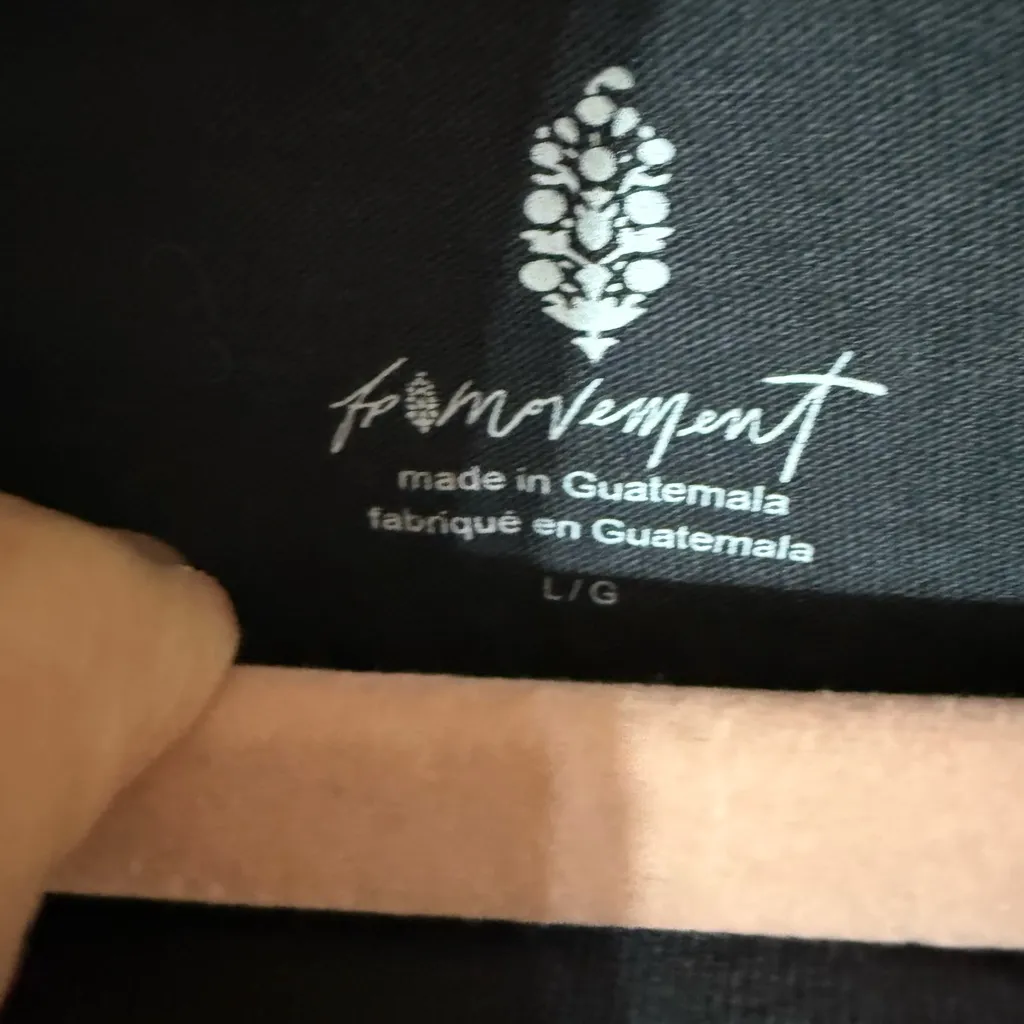 fp movement
made in Guatemala
fabriqué en Guatemala
L / G